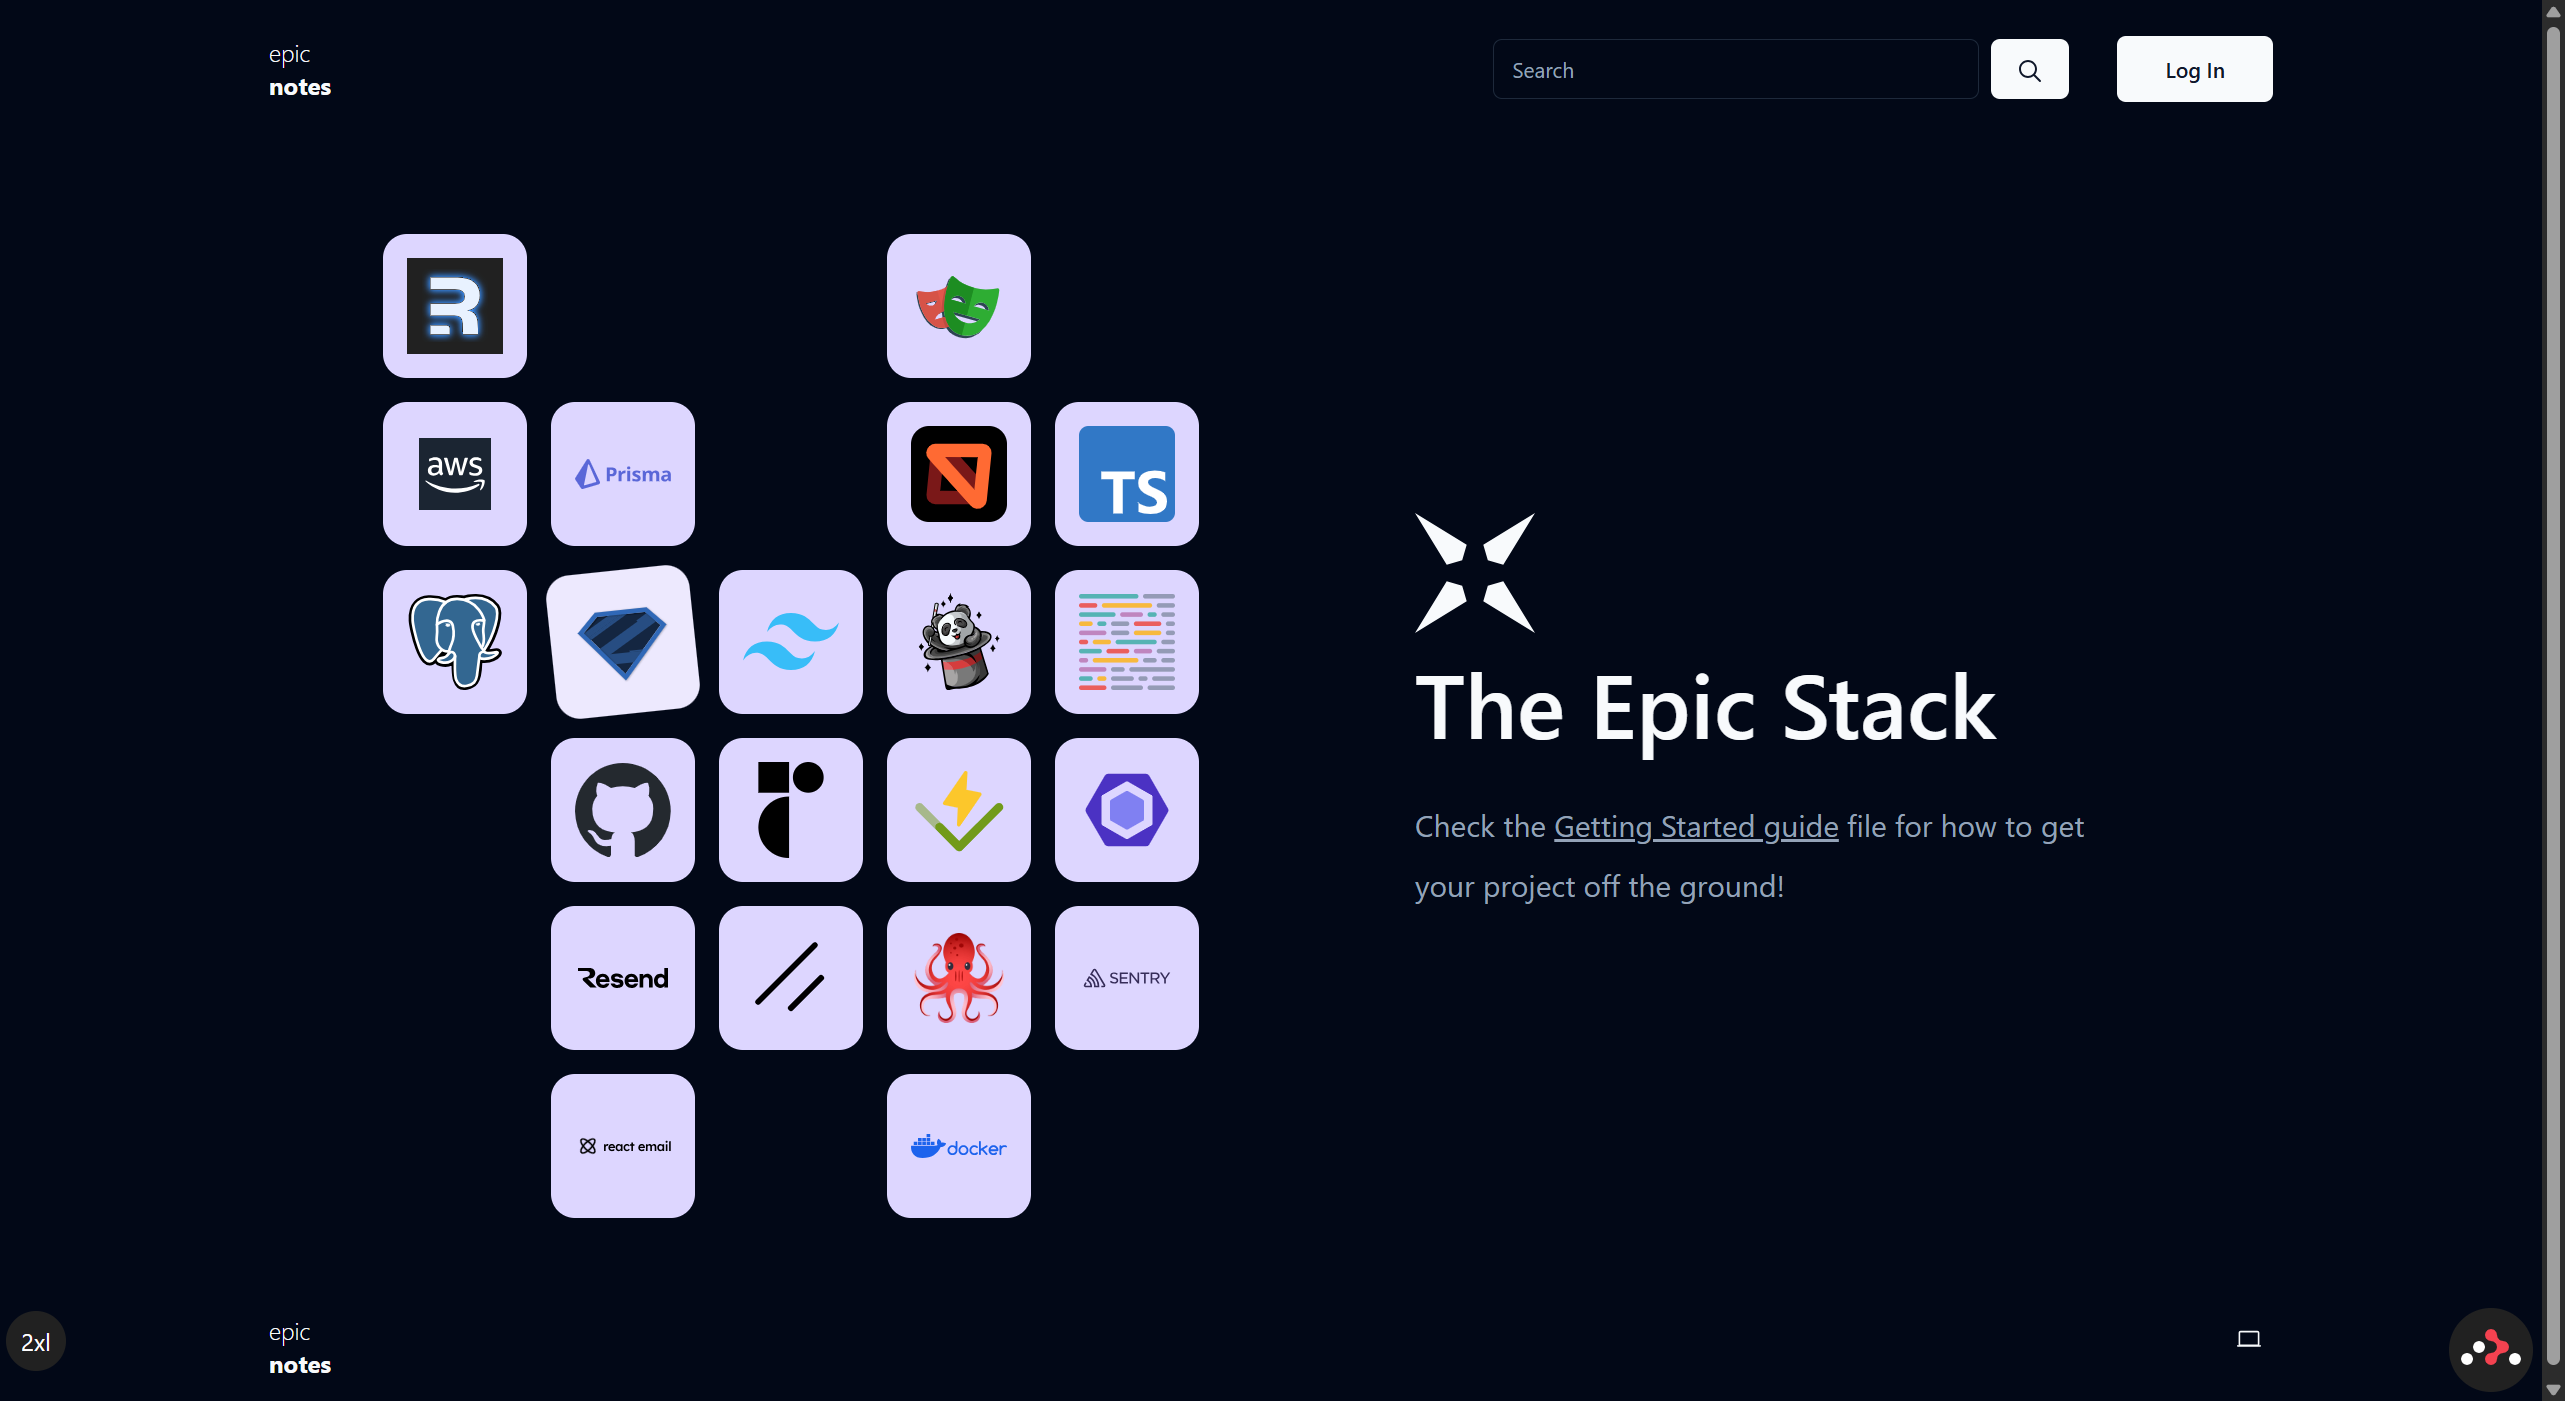 epic
notes
Search
Log In
aws
Prisma
TS
Resend
SENTRY
react email
docker
The Epic Stack
Check the Getting Started guide file for how to get
your project off the ground!
2xl
epic
notes